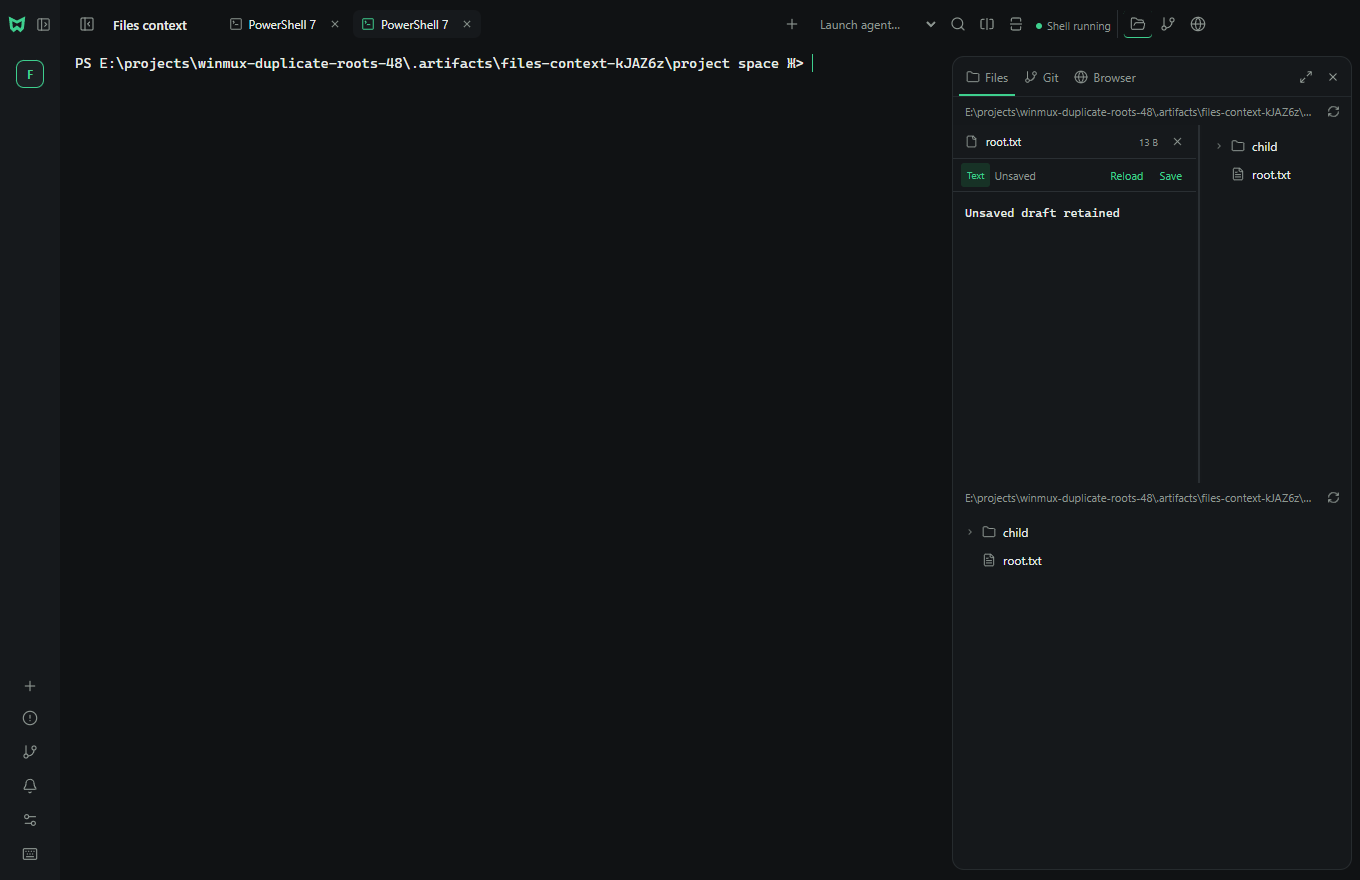 Files context
PowerShell 7
PowerShell 7
Launch agent...
Shell running
F
PS E:\projects\winmux-duplicate-roots-48\.artifacts\files-context-kJAZ6z\project space Ж>
Files
Git
Browser
E:\projects\winmux-duplicate-roots-48\.artifacts\files-context-kJAZ6z\...
root.txt
13 B
Text
Unsaved
Reload
Save
Unsaved draft retained
child
root.txt
E:\projects\winmux-duplicate-roots-48\.artifacts\files-context-kJAZ6z\...
child
root.txt